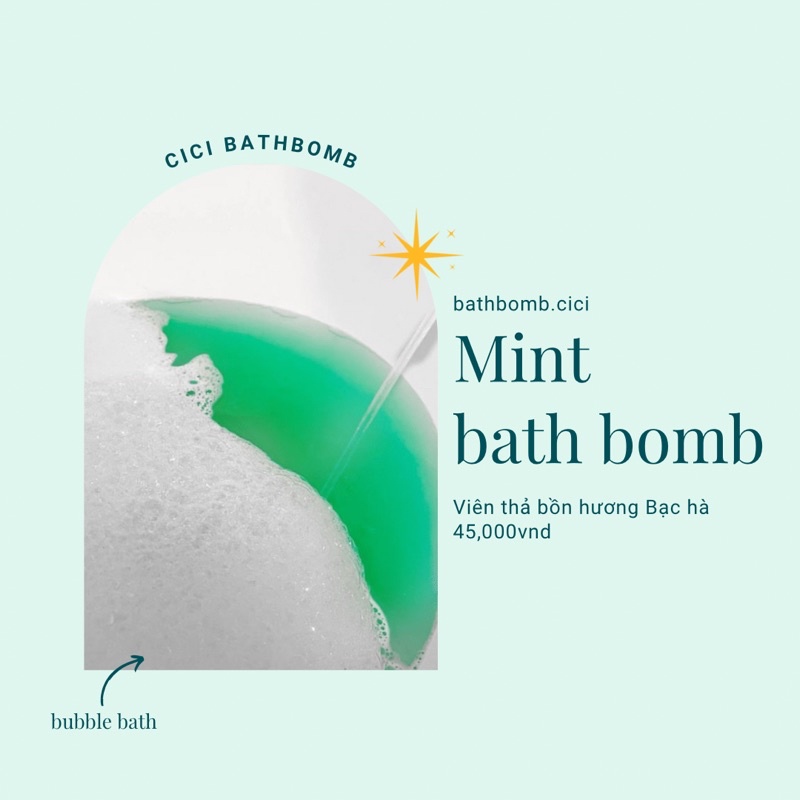 CICI BATHBOMB
bathbomb.cici
Mint
bath bomb
Viên thả bồn hương Bạc hà
45,000vnd
bubble bath